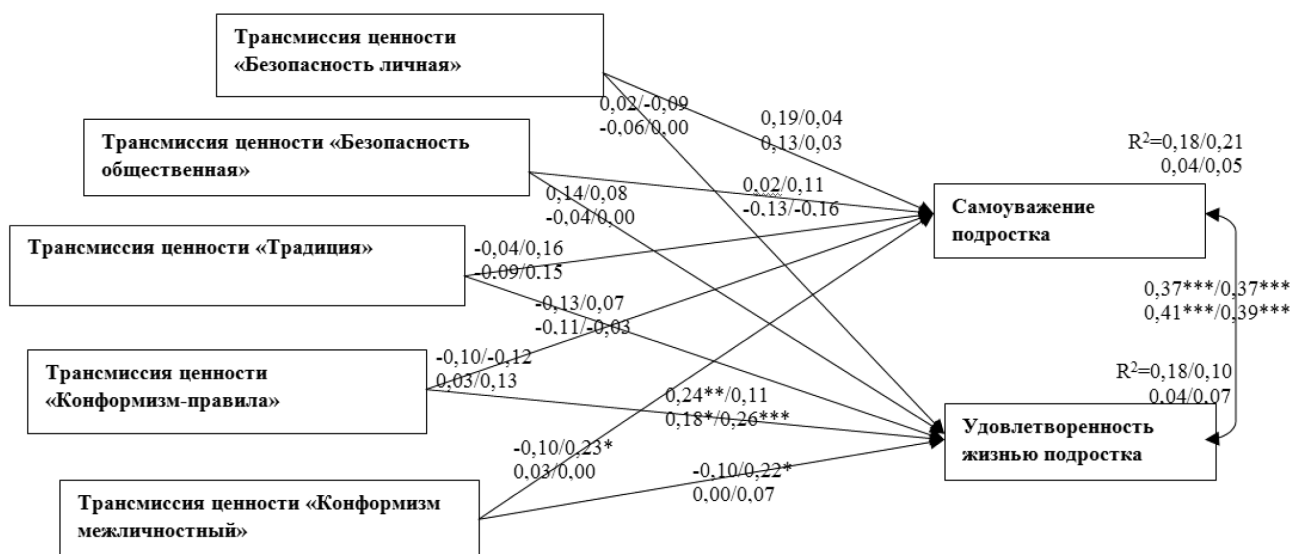 Трансмиссия ценности
«Безопасность личная»
0,02/-0,09
-0,06/0,00
0,19/0,04
0,13/0,03
R²=0,18/0,21
0,04/0,05
Трансмиссия ценности «Безопасность
общественная»
0,14/0,08
-0,04/0,00
0,02/0,11
-0,13/-0,16
Самоуважение
подростка
Трансмиссия ценности «Традиция»
-0,04/0,16
-0,09/0,15
-0,13/0,07
-0,11/-0,03
0,37***/0,37***
0,41***/0,39***
Трансмиссия ценности
«Конформизм-правила»
-0,10/-0,12
0,03/0,13
0,24**/0,11
0,18*/0,26***
R²=0,18/0,10
0,04/0,07
Удовлетворенность
жизнью подростка
Трансмиссия ценности «Конформизм
межличностный»
-0,10/0,23*
0,03/0,00
-0,10/0,22*
0,00/0,07